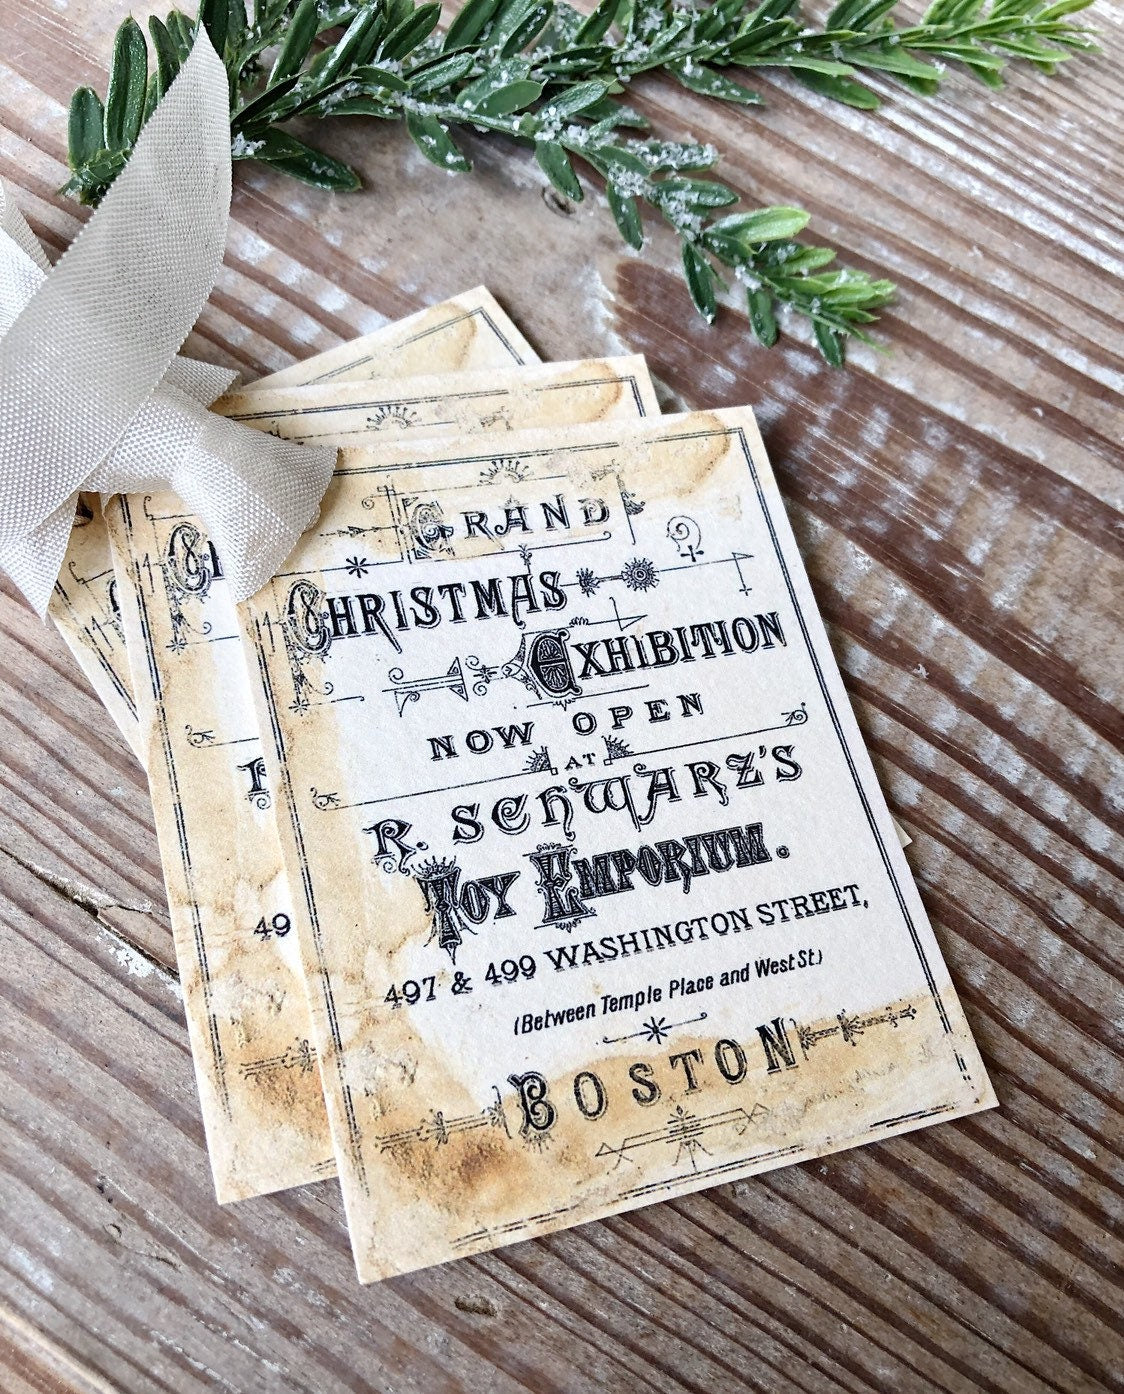 GRAND
CHRISTMAS
EXHIBITION
NOW OPEN
AT
R. SCHWARZ'S
TOY EMPORIUM.
497 & 499 WASHINGTON STREET,
(Between Temple Place and West St.)
BOSTON
49